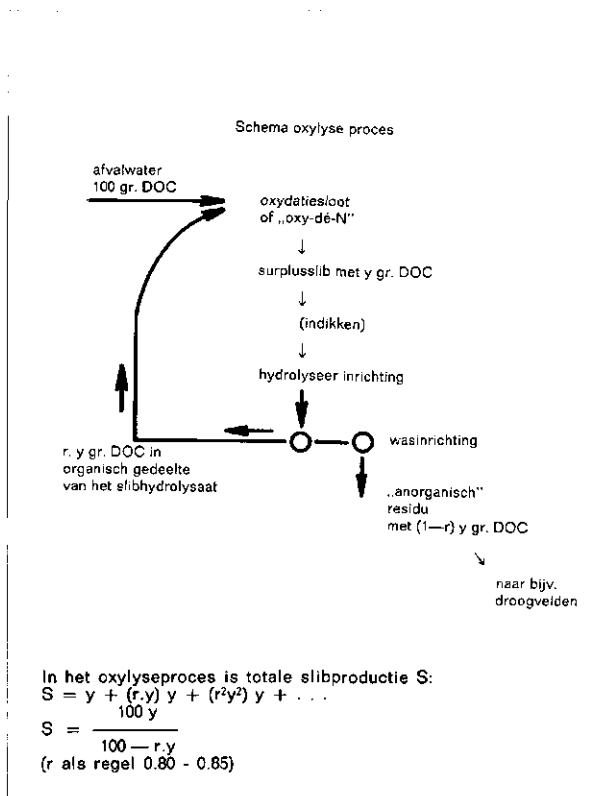 Schema oxylyse proces
afvalwater
100 gr. DOC
oxydatiesloot
of „oxy-dé-N"
↓
surplusslib met y gr. DOC
↓
(indikken)
↓
hydrolyseer inrichting
wasinrichting
r. y gr. DOC in
organisch gedeelte
van het slibhydrolysaat
„anorganisch"
residu
met (1—r) y gr. DOC
naar bijv.
droogvelden
In het oxylyseproces is totale slibproductie S:
S = y + (r.y) y + (r²y²) y + . . .
100 y
S =
100 — r.y
(r als regel 0.80 - 0.85)